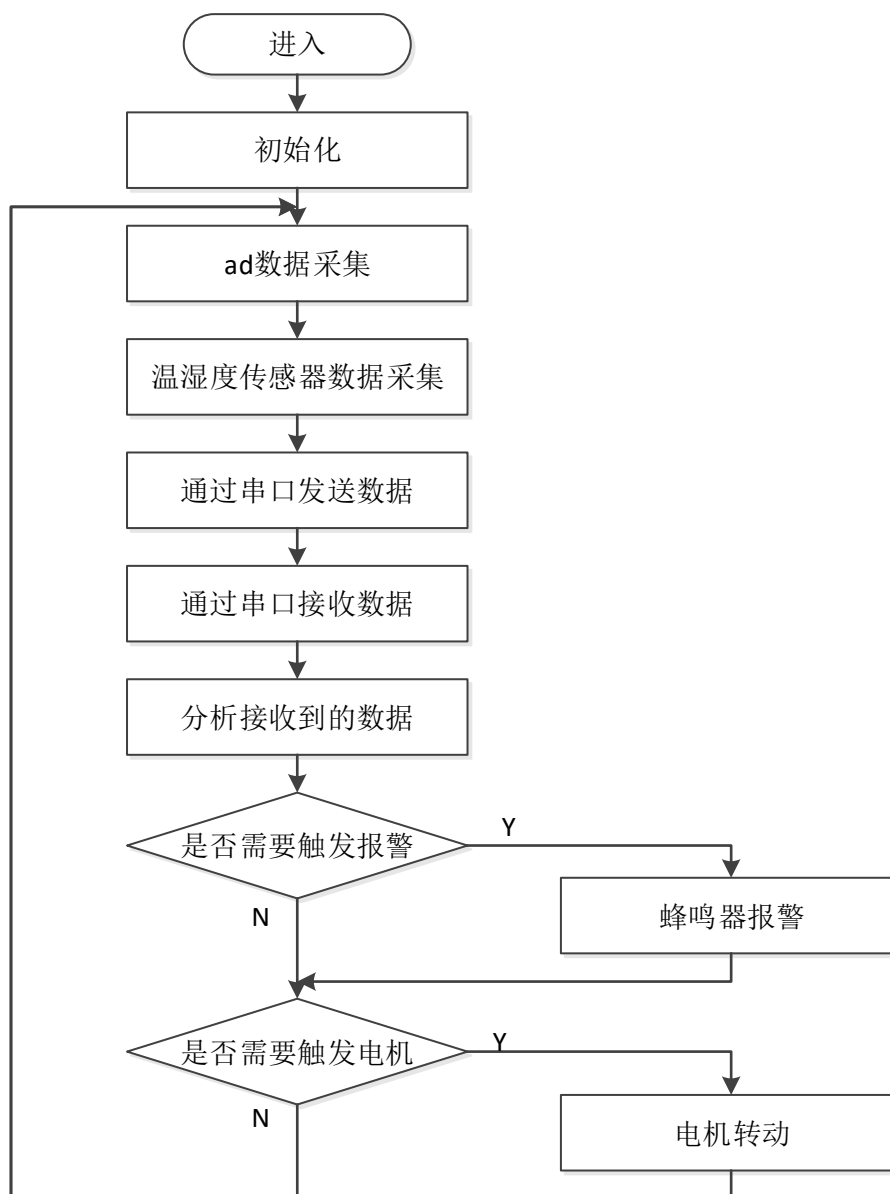 进入
初始化
ad数据采集
温湿度传感器数据采集
通过串口发送数据
通过串口接收数据
分析接收到的数据
是否需要触发报警
Y
蜂鸣器报警
N
是否需要触发电机
Y
N
电机转动